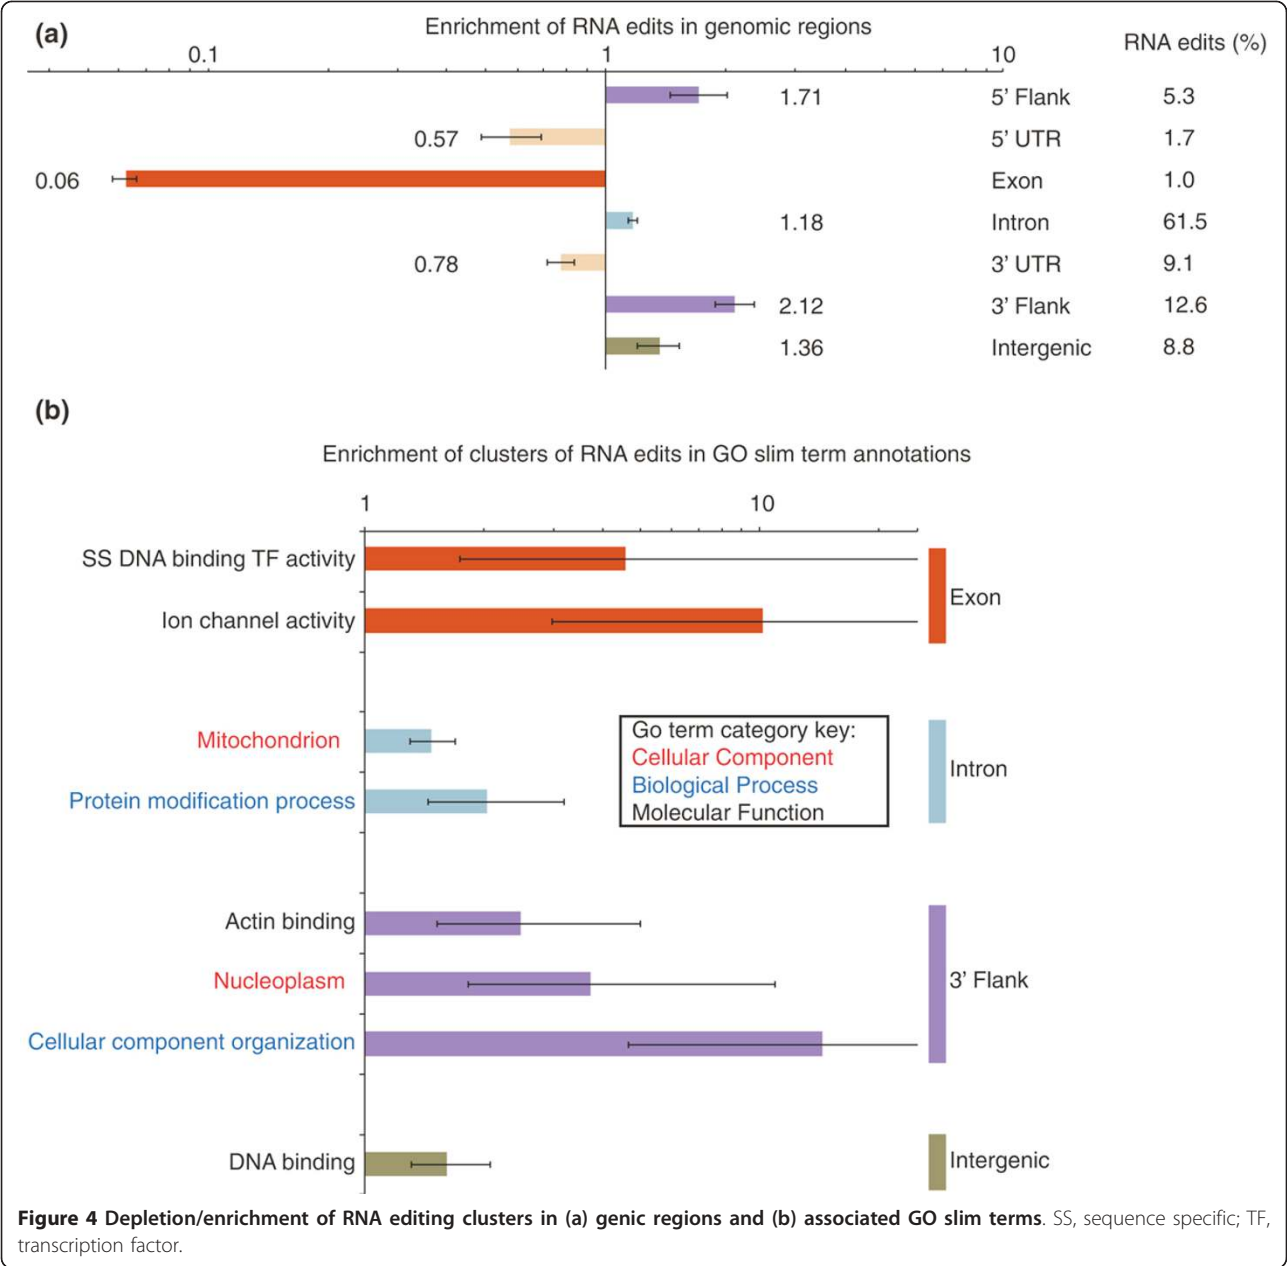 (a)
Enrichment of RNA edits in genomic regions
RNA edits (%)
0.1 1 10
1.71 5’ Flank 5.3
0.57 5’ UTR 1.7
0.06 Exon 1.0
1.18 Intron 61.5
0.78 3’ UTR 9.1
2.12 3’ Flank 12.6
1.36 Intergenic 8.8
(b)
Enrichment of clusters of RNA edits in GO slim term annotations
1 10
SS DNA binding TF activity
Exon
Ion channel activity
Go term category key:
Cellular Component
Biological Process
Molecular Function
Mitochondrion
Intron
Protein modification process
Actin binding
Nucleoplasm
3’ Flank
Cellular component organization
DNA binding
Intergenic
Figure 4 Depletion/enrichment of RNA editing clusters in (a) genic regions and (b) associated GO slim terms. SS, sequence specific; TF,
transcription factor.